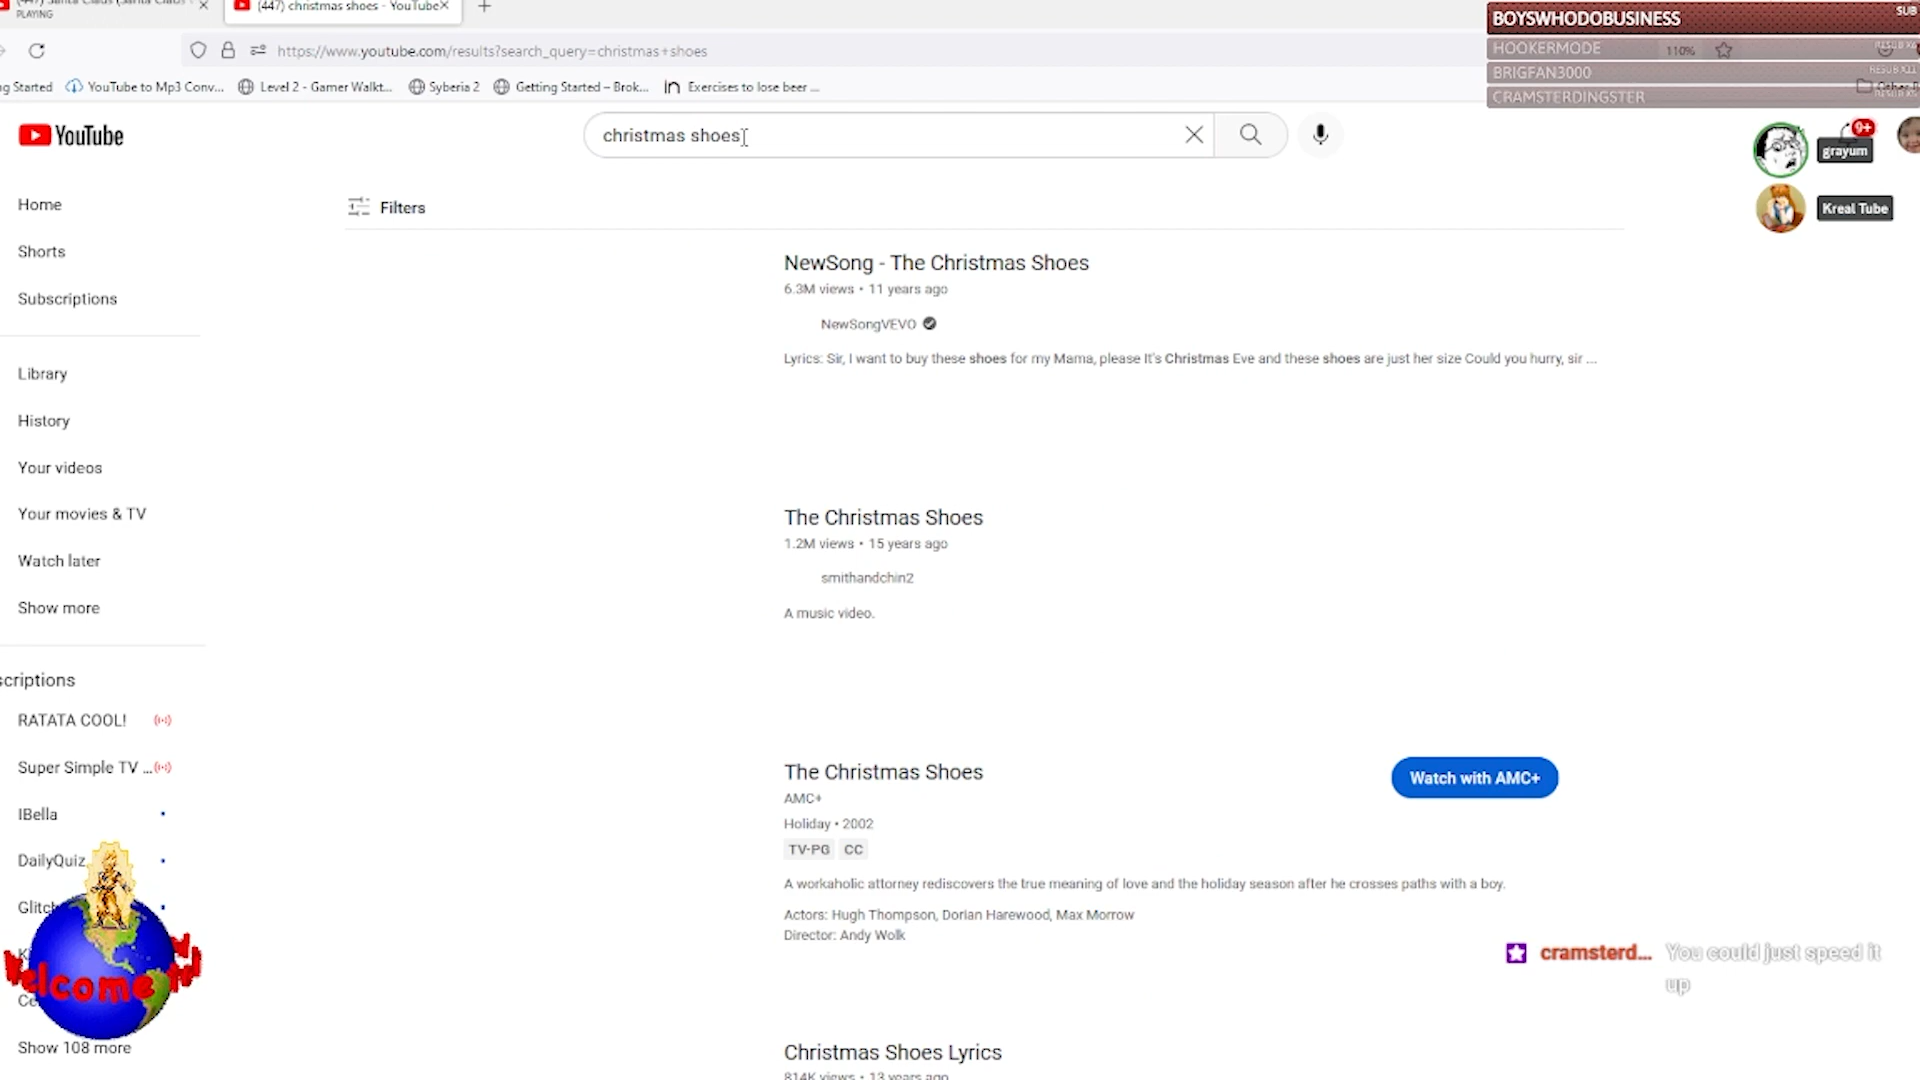 PLAYING
(447) christmas shoes - YouTube
SUB
BOYSWHODOBUSINESS
HOOKERMODE
BRIGFAN3000
CRAMSTERDINGSTER
https://www.youtube.com/results?search_query=christmas+shoes
110%
g Started
YouTube to Mp3 Conv...
Level 2 - Gamer Walkt...
Syberia 2
Getting Started – Brok...
Exercises to lose beer ...
YouTube
christmas shoes
9+
grayum
Kreal Tube
Home
Shorts
Subscriptions
Library
History
Your videos
Your movies & TV
Watch later
Show more
scriptions
RATATA COOL!
Super Simple TV ...
IBella
DailyQuiz
Glitch
Welcome
Show 108 more
Filters
NewSong - The Christmas Shoes
6.3M views • 11 years ago
NewSongVEVO
Lyrics: Sir, I want to buy these shoes for my Mama, please It's Christmas Eve and these shoes are just her size Could you hurry, sir ...
The Christmas Shoes
1.2M views • 15 years ago
smithandchin2
A music video.
The Christmas Shoes
AMC+
Holiday • 2002
TV-PG CC
A workaholic attorney rediscovers the true meaning of love and the holiday season after he crosses paths with a boy.
Actors: Hugh Thompson, Dorian Harewood, Max Morrow
Director: Andy Wolk
Watch with AMC+
Christmas Shoes Lyrics
814K views • 13 years ago
cramsterd... You could just speed it
up